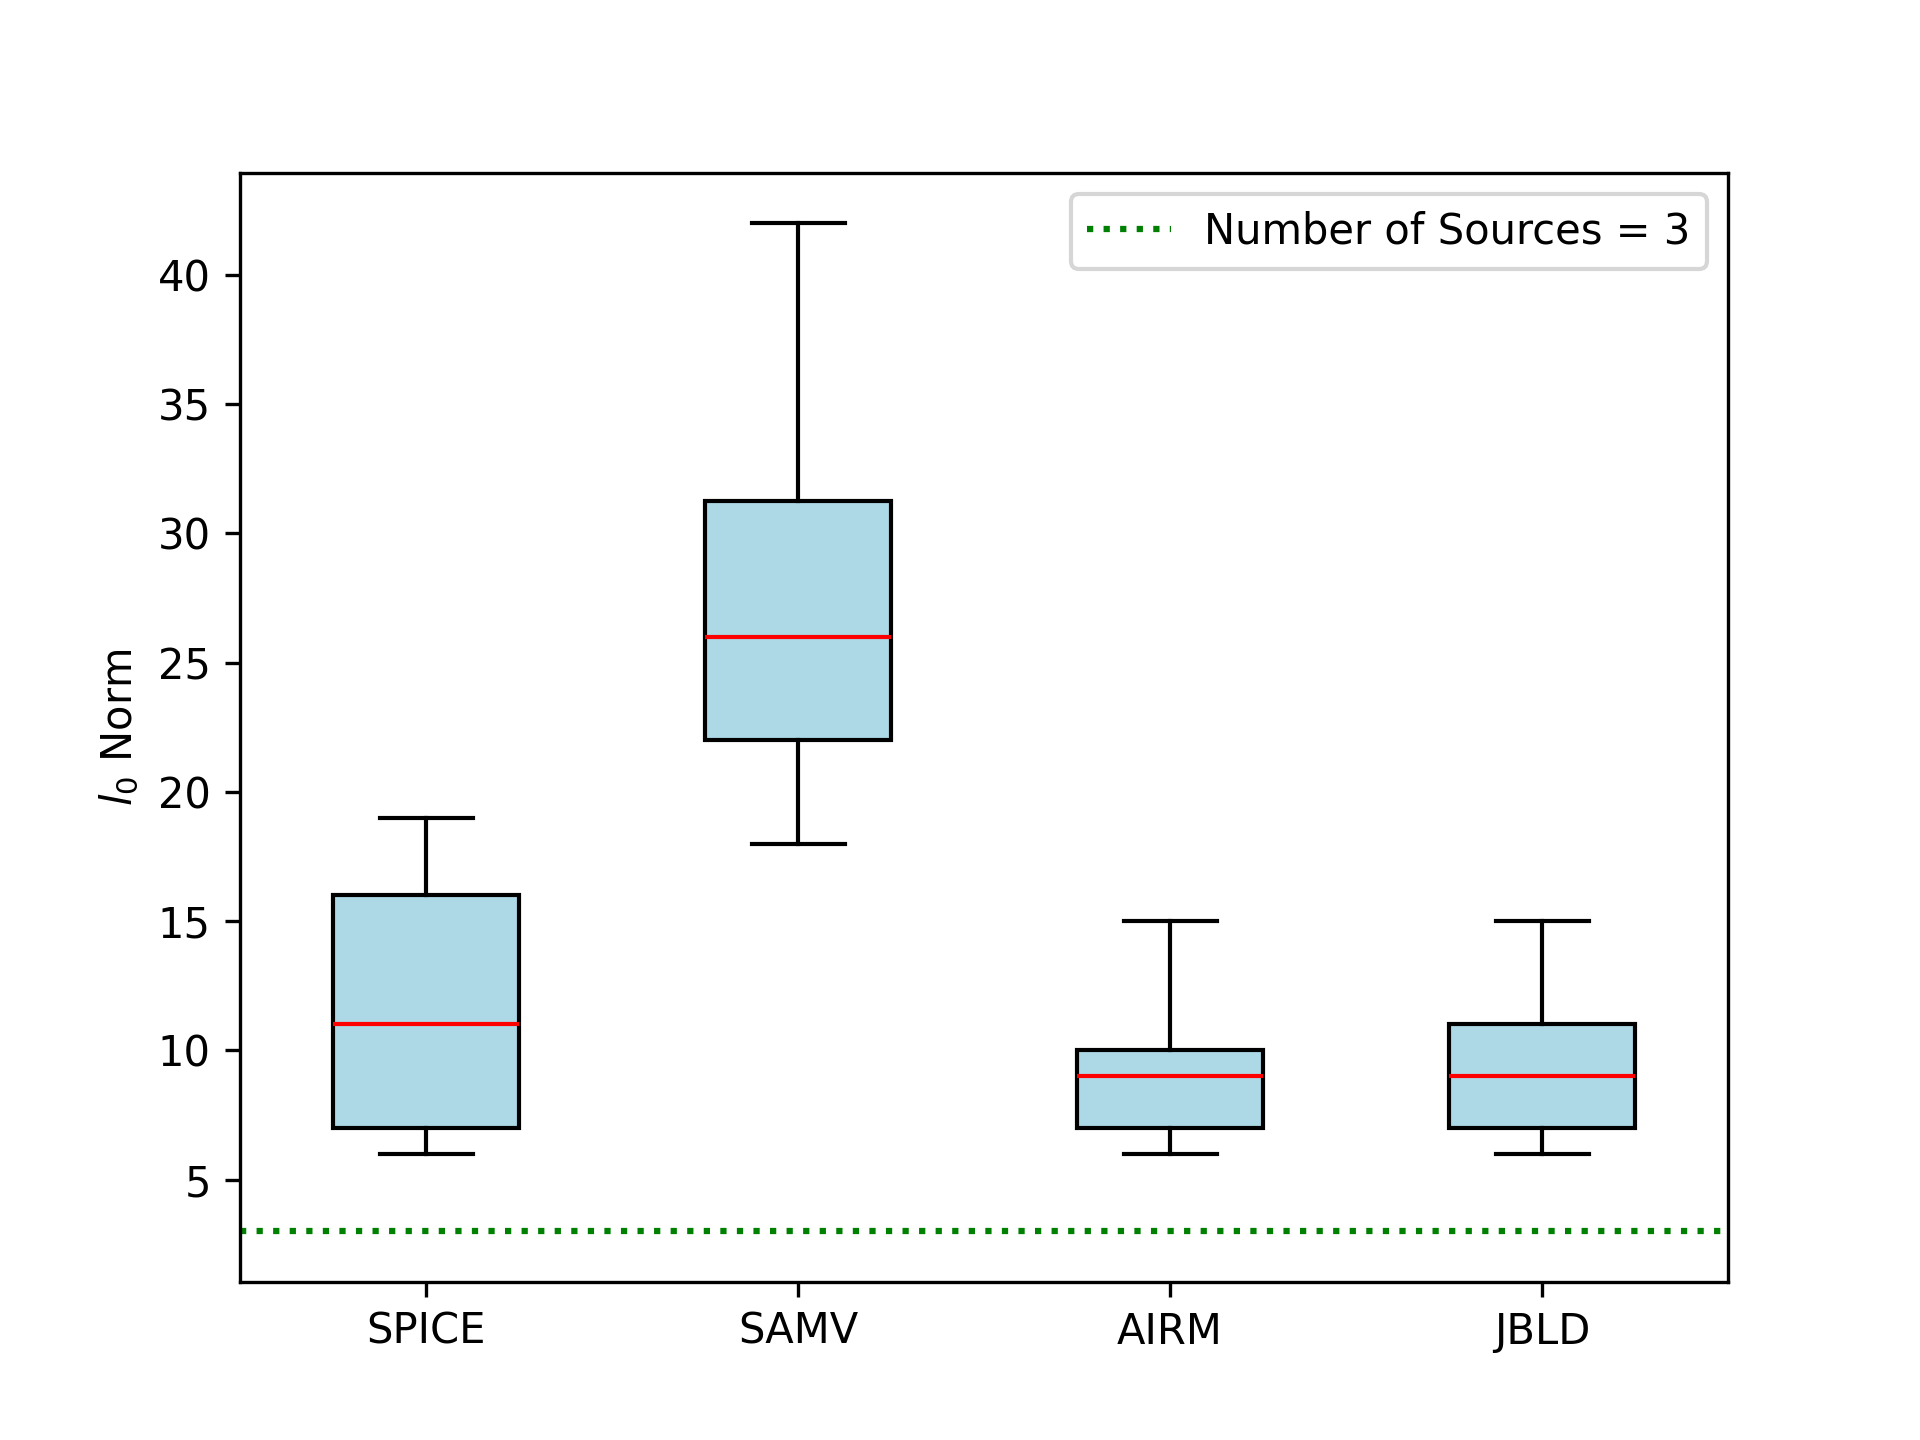 Number of Sources = 3
40
35
30
25
20
15
10
5
l₀ Norm
SPICE
SAMV
AIRM
JBLD